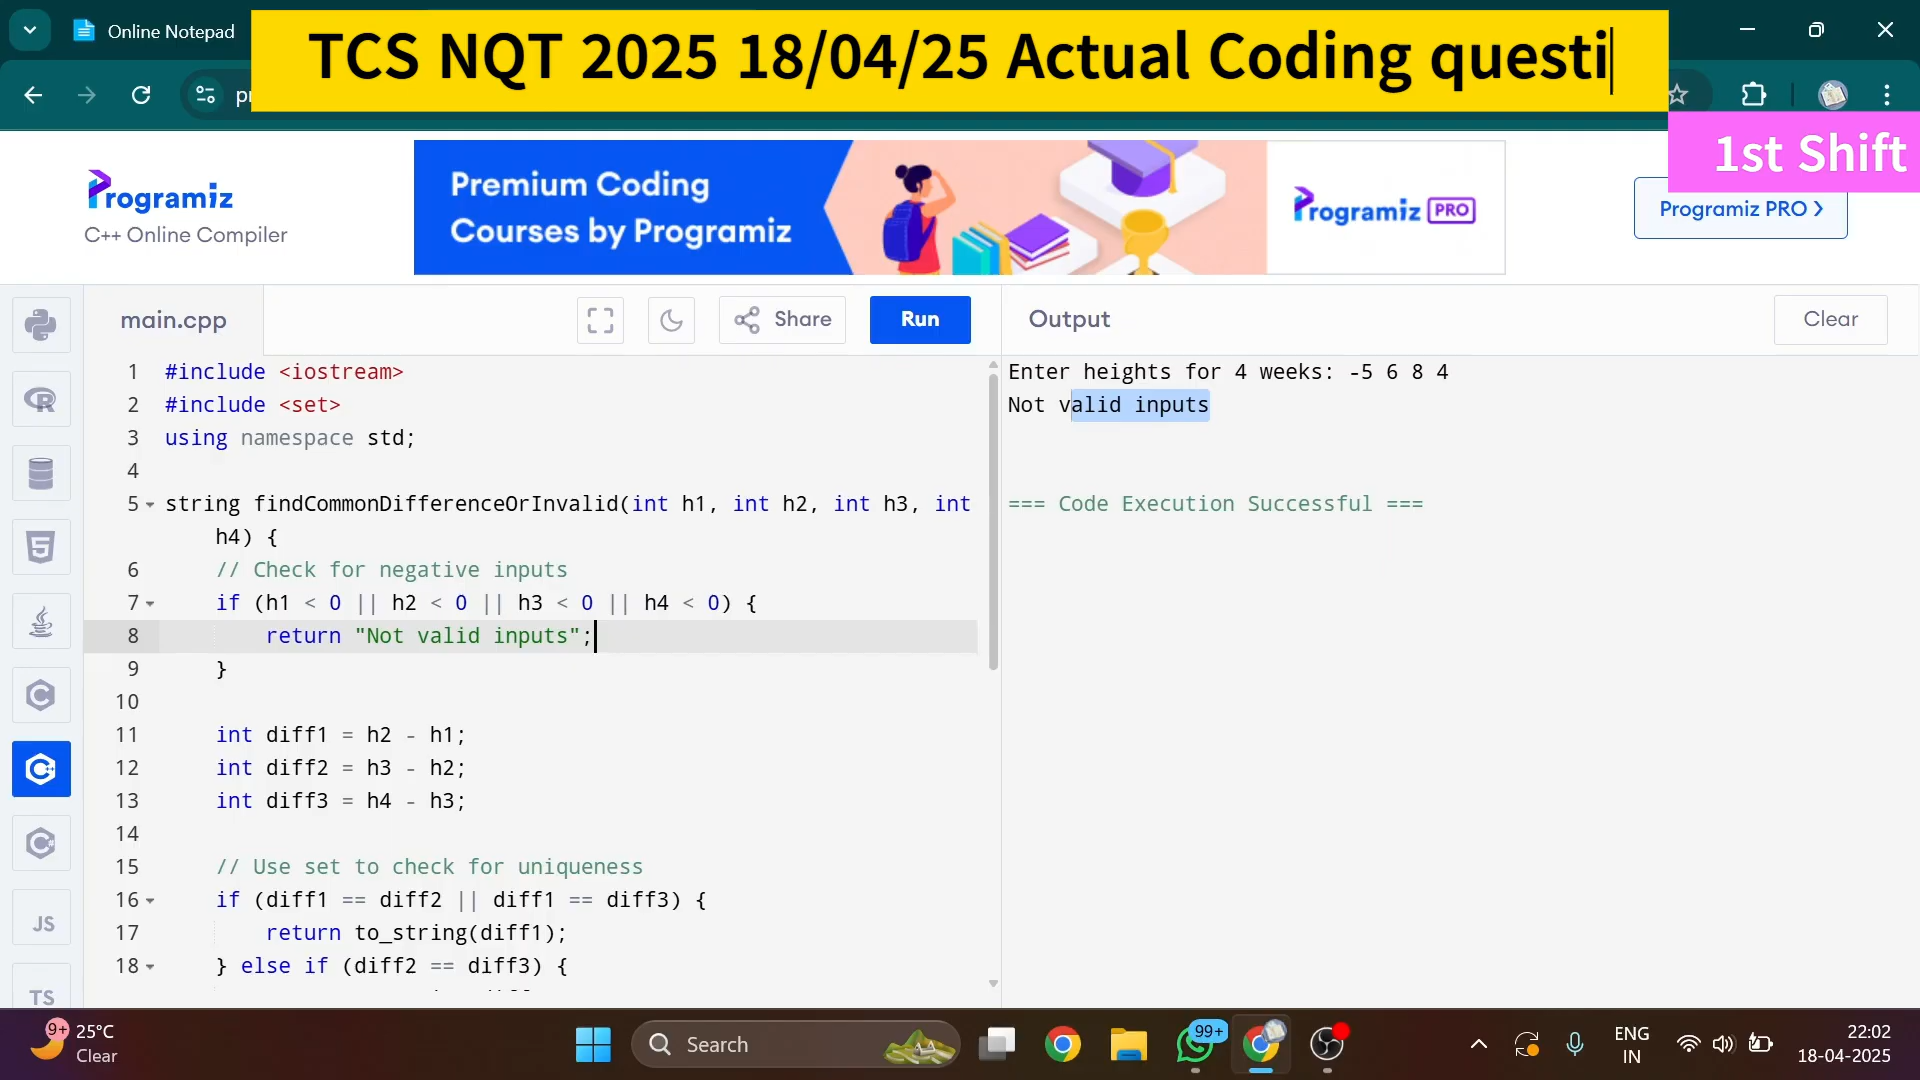 Online Notepad
TCS NQT 2025 18/04/25 Actual Coding questi
pr
1st Shift
Programiz
C++ Online Compiler
Premium Coding
Courses by Programiz
Programiz PRO
Programiz PRO >
main.cpp
Share
Run
Output
Clear
1 #include <iostream>
2 #include <set>
3 using namespace std;
4
5 string findCommonDifferenceOrInvalid(int h1, int h2, int h3, int
h4) {
6 // Check for negative inputs
7 if (h1 < 0 || h2 < 0 || h3 < 0 || h4 < 0) {
8 return "Not valid inputs";
9 }
10
11 int diff1 = h2 - h1;
12 int diff2 = h3 - h2;
13 int diff3 = h4 - h3;
14
15 // Use set to check for uniqueness
16 if (diff1 == diff2 || diff1 == diff3) {
17 return to_string(diff1);
18 } else if (diff2 == diff3) {
Enter heights for 4 weeks: -5 6 8 4
Not valid inputs
=== Code Execution Successful ===
JS
TS
9+
25°C
Clear
Search
99+
ENG
IN
22:02
18-04-2025